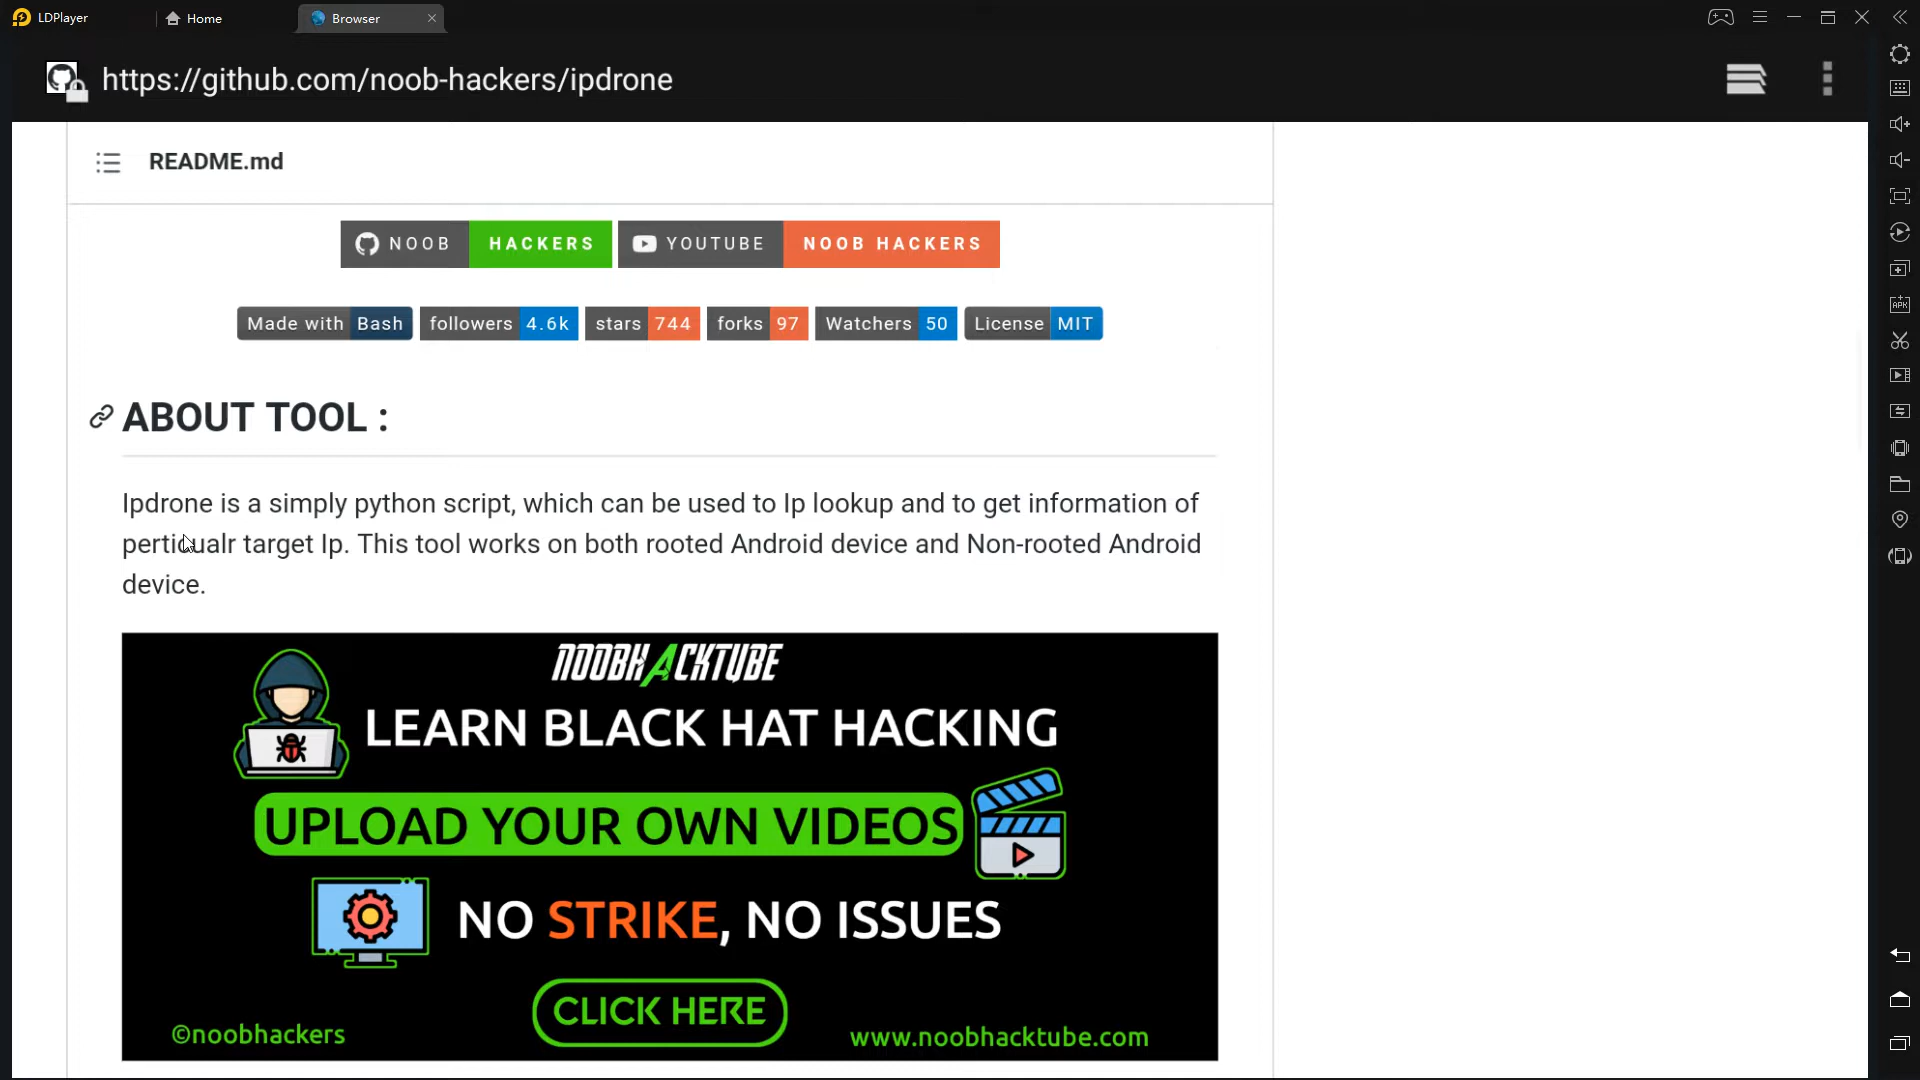 LDPlayer Home Browser
https://github.com/noob-hackers/ipdrone
README.md
NOOB HACKERS YOUTUBE NOOB HACKERS
Made with Bash followers 4.6k stars 744 forks 97 Watchers 50 License MIT
ABOUT TOOL :
Ipdrone is a simply python script, which can be used to Ip lookup and to get information of
perticualr target Ip. This tool works on both rooted Android device and Non-rooted Android
device.
NOOBHACKTUBE
LEARN BLACK HAT HACKING
UPLOAD YOUR OWN VIDEOS
NO STRIKE, NO ISSUES
CLICK HERE
©noobhackers www.noobhacktube.com
APK